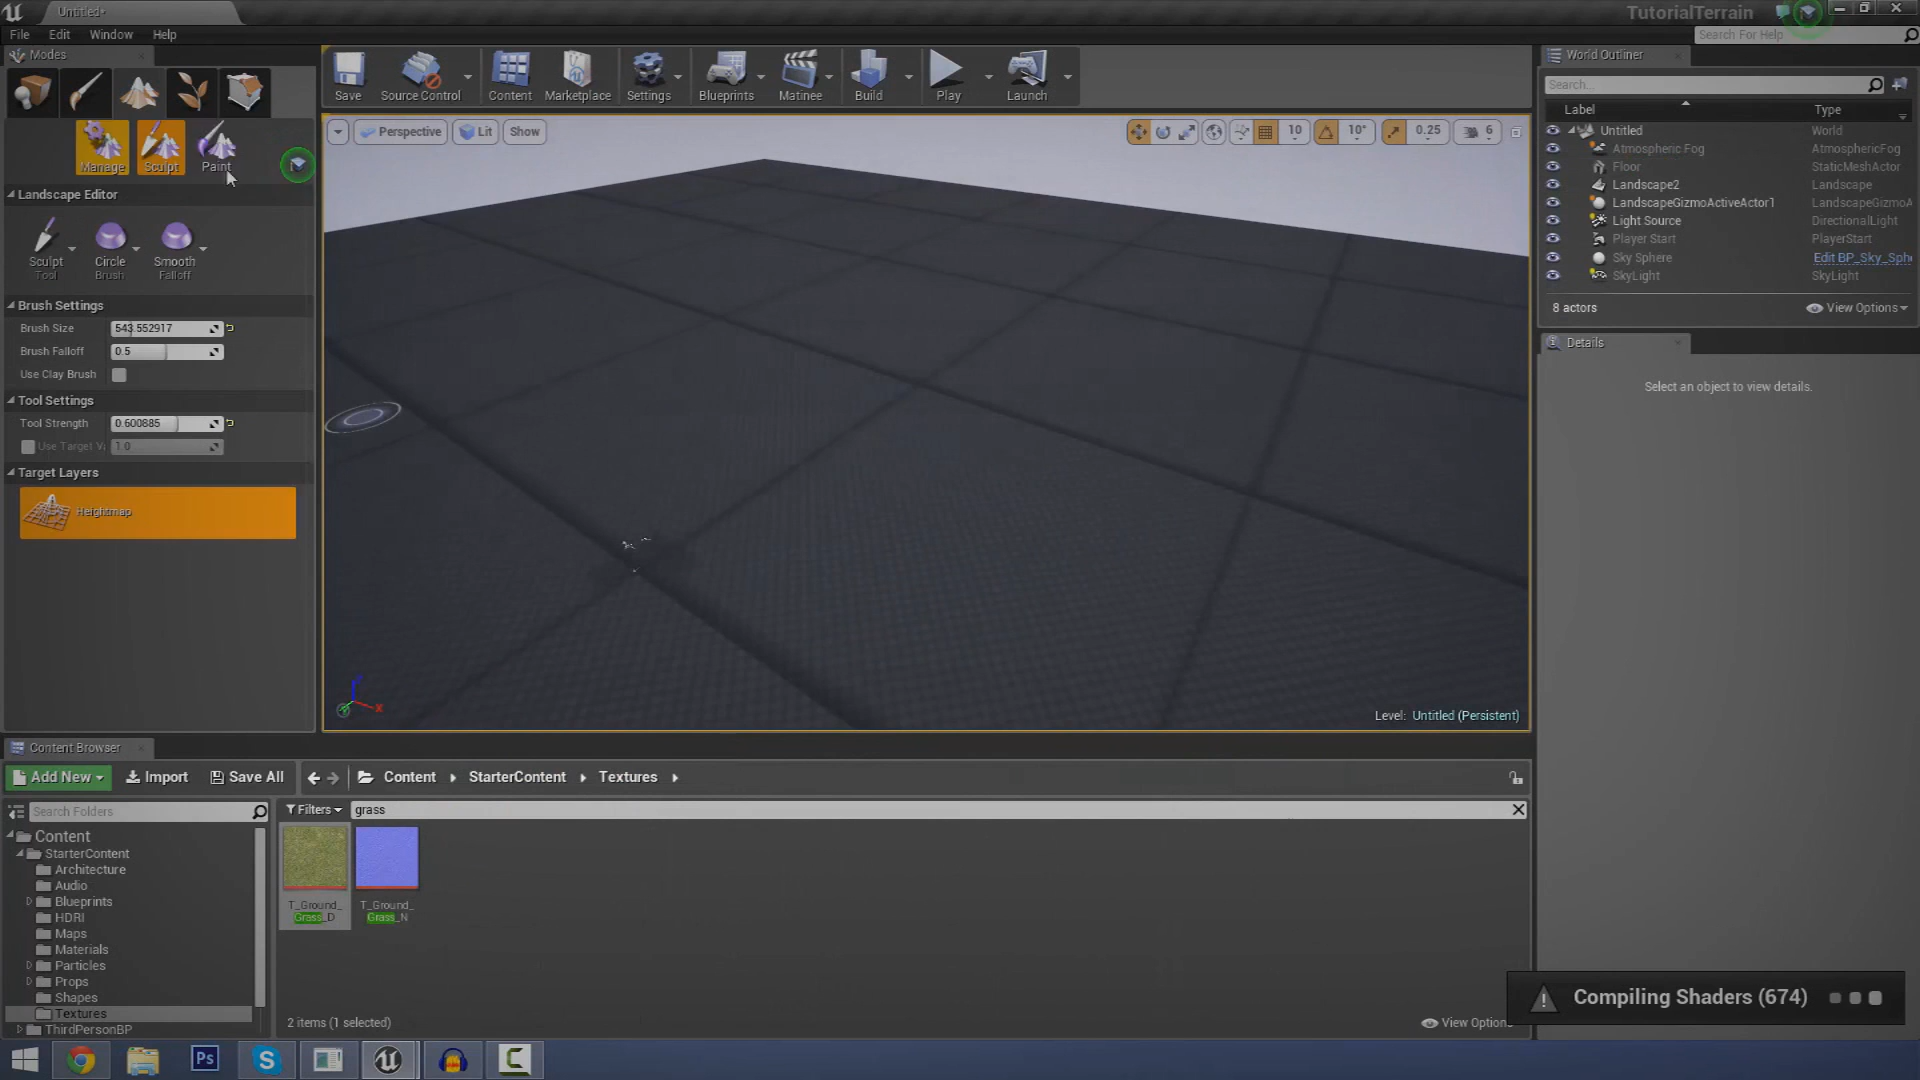 Untitled*
TutorialTerrain
File Edit Window Help
Search For Help
Modes
Save Source Control Content Marketplace Settings Blueprints Matinee Build Play Launch
World Outliner
Search...
Label Type
Untitled World
Atmospheric Fog AtmosphericFog
Floor StaticMeshActor
Landscape2 Landscape
LandscapeGizmoActiveActor1 LandscapeGizmoA
Light Source DirectionalLight
Player Start PlayerStart
Sky Sphere Edit BP_Sky_Sph
SkyLight SkyLight
8 actors View Options
Details
Select an object to view details.
Manage Sculpt Paint
Landscape Editor
Sculpt Circle Smooth
Tool Brush Falloff
Brush Settings
Brush Size 543.552917
Brush Falloff 0.5
Use Clay Brush
Tool Settings
Tool Strength 0.600885
Use Target V 1.0
Target Layers
Heightmap
Perspective Lit Show
10 10° 0.25 6
Z
X
Level: Untitled (Persistent)
Content Browser
Add New Import Save All Content StarterContent Textures
Search Folders
Filters grass
Content
StarterContent
Architecture
Audio
Blueprints
HDRI
Maps
Materials
Particles
Props
Shapes
Textures
ThirdPersonBP
T_Ground_
Grass_D
T_Ground_
Grass_N
2 items (1 selected)
View Option
Compiling Shaders (674)
Ps
S
C